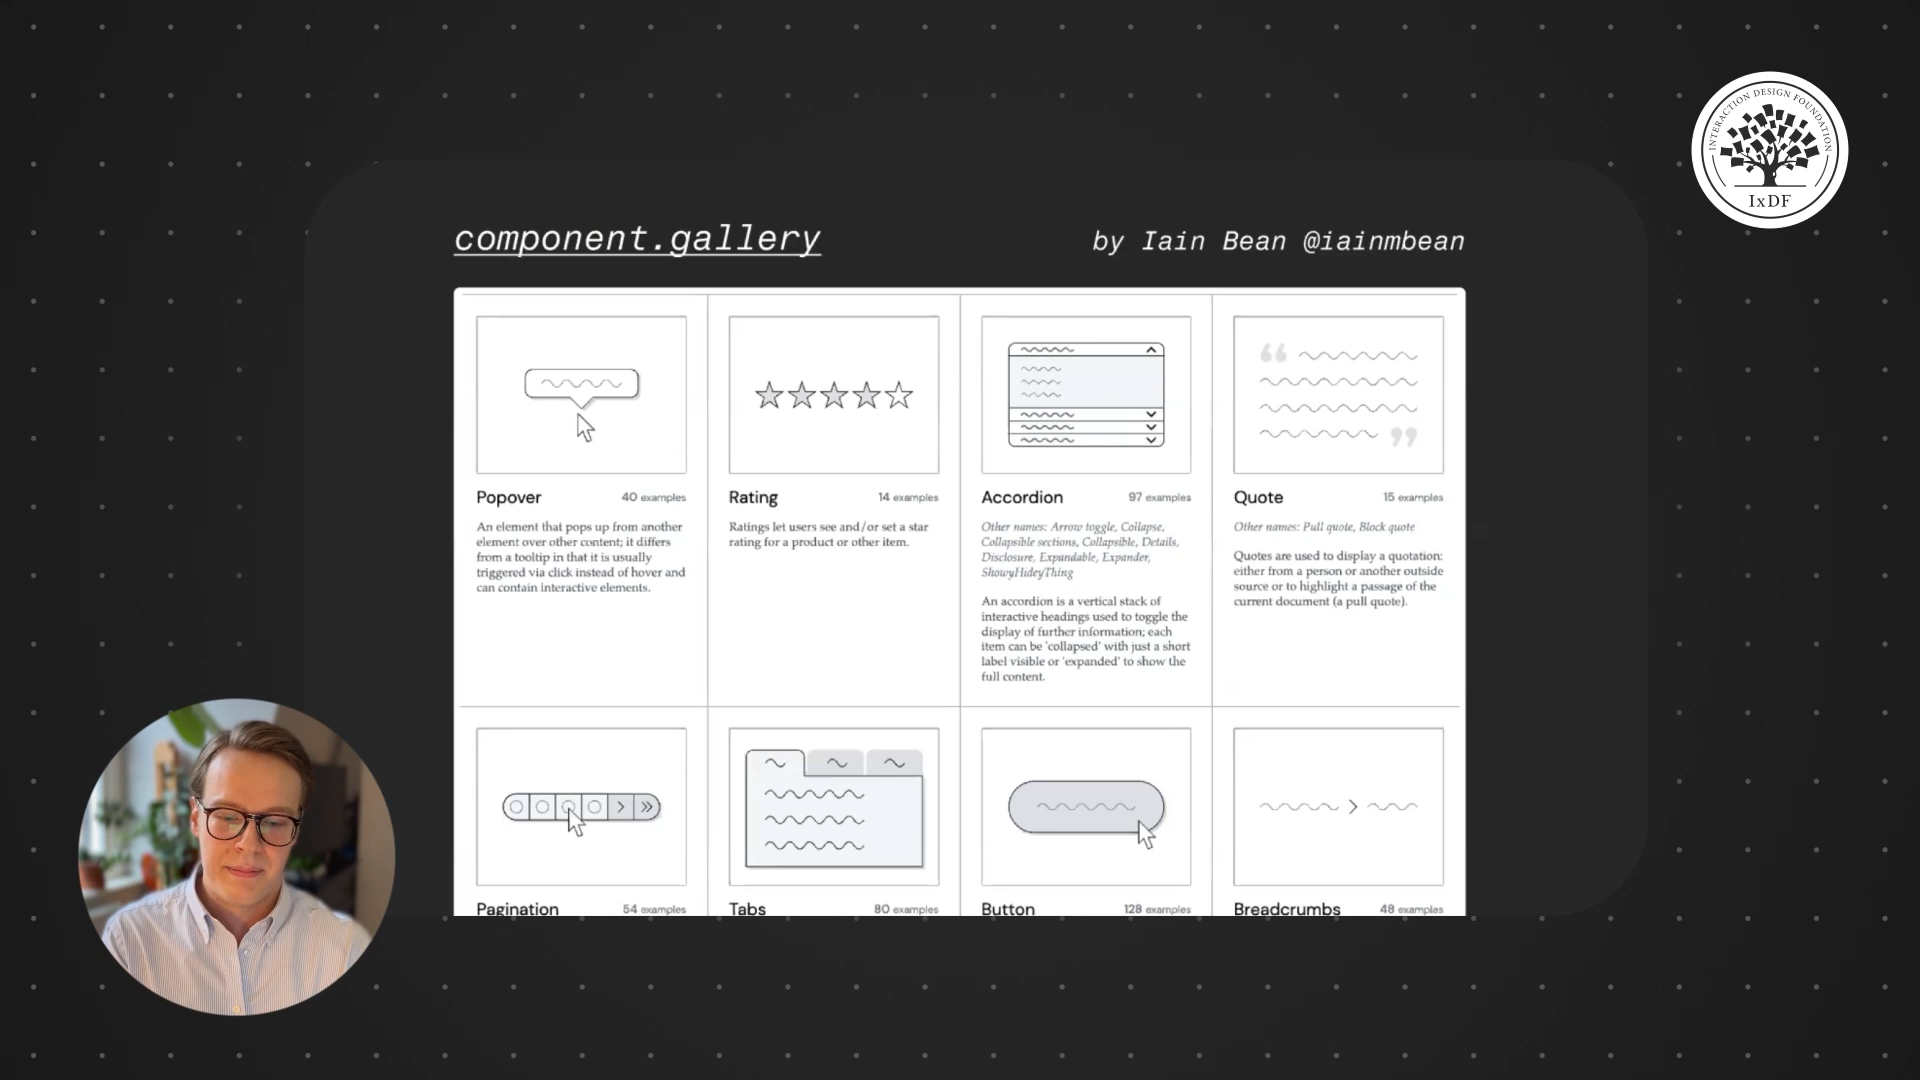 INTERACTION DESIGN FOUNDATION
IxDF
component.gallery
by Iain Bean @iainmbean
Popover
40 examples
An element that pops up from another
element over other content; it differs
from a tooltip in that it is usually
triggered via click instead of hover and
can contain interactive elements.
Rating
14 examples
Ratings let users see and/or set a star
rating for a product or other item.
Accordion
97 examples
Other names: Arrow toggle, Collapse,
Collapsible sections, Collapsible, Details,
Disclosure, Expandable, Expander,
ShowyHideyThing
An accordion is a vertical stack of
interactive headings used to toggle the
display of further information; each
item can be 'collapsed' with just a short
label visible or 'expanded' to show the
full content.
Quote
15 examples
Other names: Pull quote, Block quote
Quotes are used to display a quotation:
either from a person or another outside
source or to highlight a passage of the
current document (a pull quote).
Pagination
54 examples
Tabs
80 examples
Button
128 examples
Breadcrumbs
48 examples